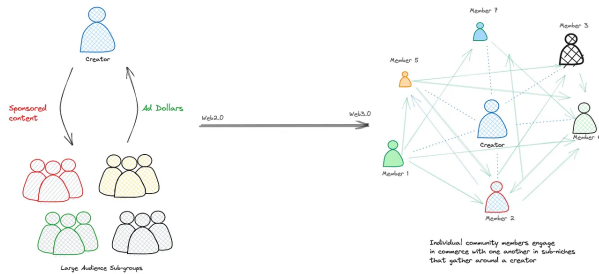 Creator
Sponsored
content
Ad Dollars
Large Audience Sub-groups
Web2.0
Web3.0
Member 7
Member 3
Member 5
Creator
Member
Member 1
Member 2
Individual community members engage
in commerce with one another in sub-niches
that gather around a creator